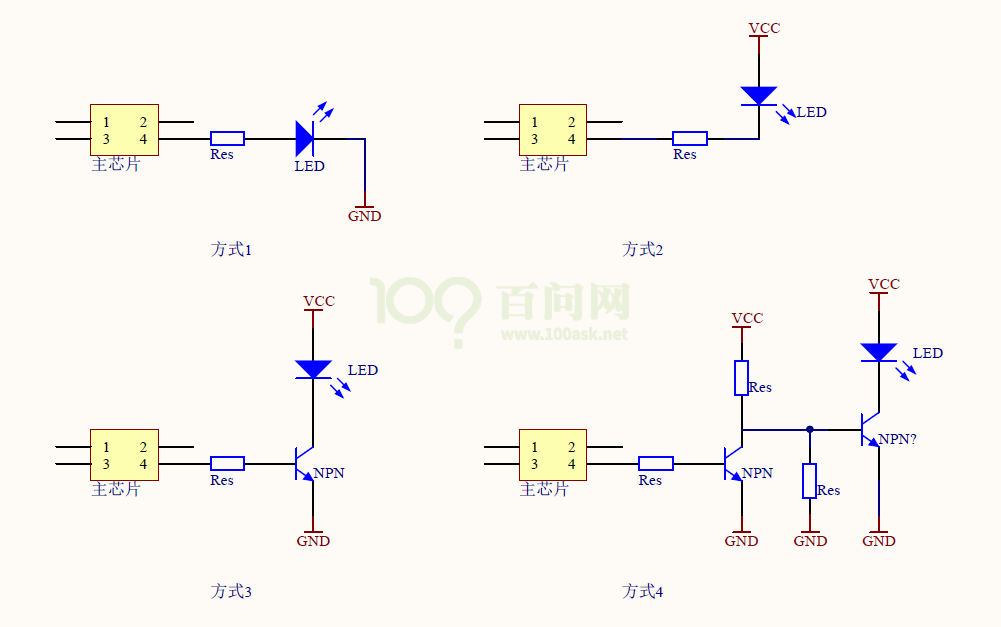 VCC
1 2
3 4
主芯片
Res
LED
GND
方式1
1 2
3 4
主芯片
Res
LED
方式2
VCC
LED
1 2
3 4
主芯片
Res
NPN
GND
方式3
百问网
www.100ask.net
VCC
Res
VCC
LED
1 2
3 4
主芯片
Res
NPN
Res
NPN?
GND
GND
GND
方式4